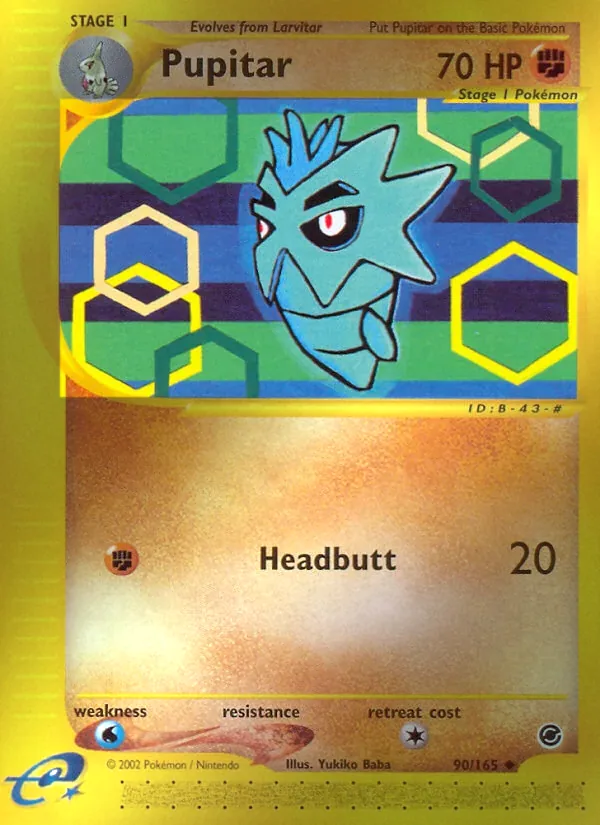 STAGE 1
Evolves from Larvitar
Put Pupitar on the Basic Pokémon
Pupitar
70 HP
Stage 1 Pokémon
ID:B-43-#
Headbutt
20
weakness
resistance
retreat cost
© 2002 Pokémon / Nintendo
Illus. Yukiko Baba
90/165
e